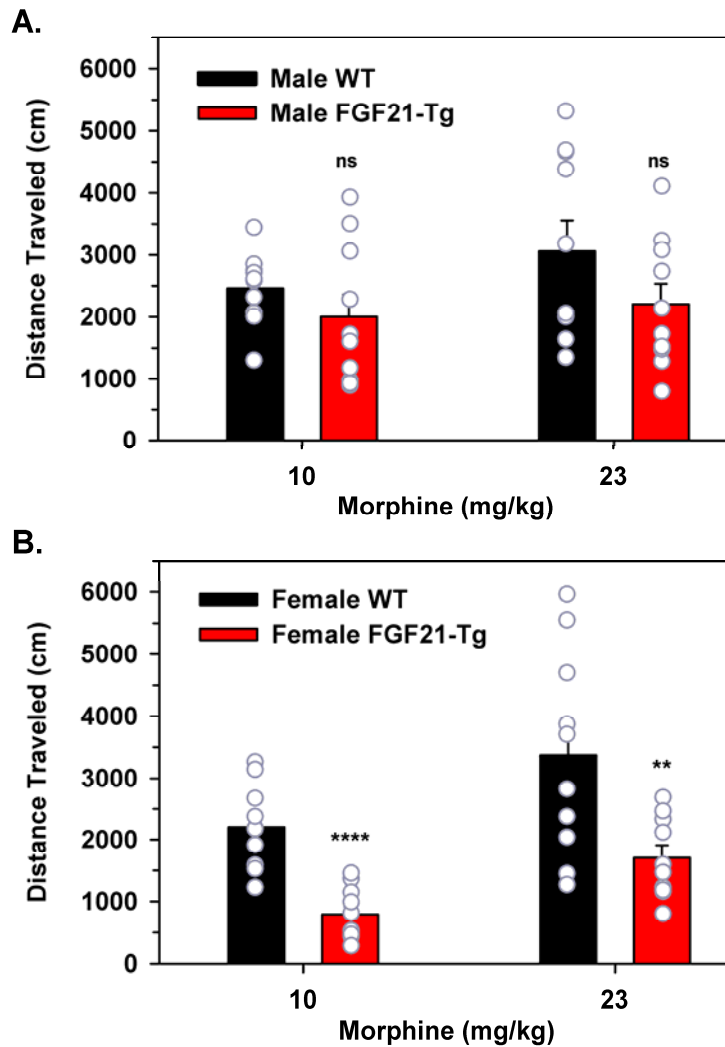 A.
6000
5000
4000
3000
2000
1000
0
Distance Traveled (cm)
Male WT
Male FGF21-Tg
ns
ns
10
23
Morphine (mg/kg)
B.
6000
5000
4000
3000
2000
1000
0
Distance Traveled (cm)
Female WT
Female FGF21-Tg
****
**
10
23
Morphine (mg/kg)